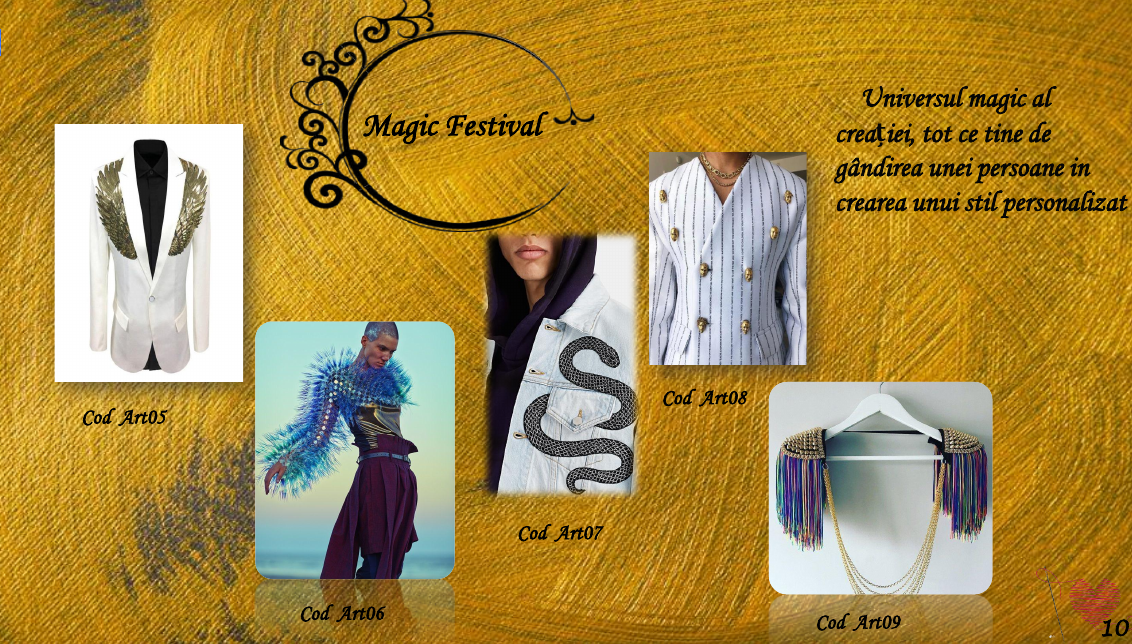 Magic Festival
Universul magic al
creației, tot ce tine de
gândirea unei persoane in
crearea unui stil personalizat
Cod Art05
Cod Art08
Cod Art07
Cod Art06
Cod Art09
10